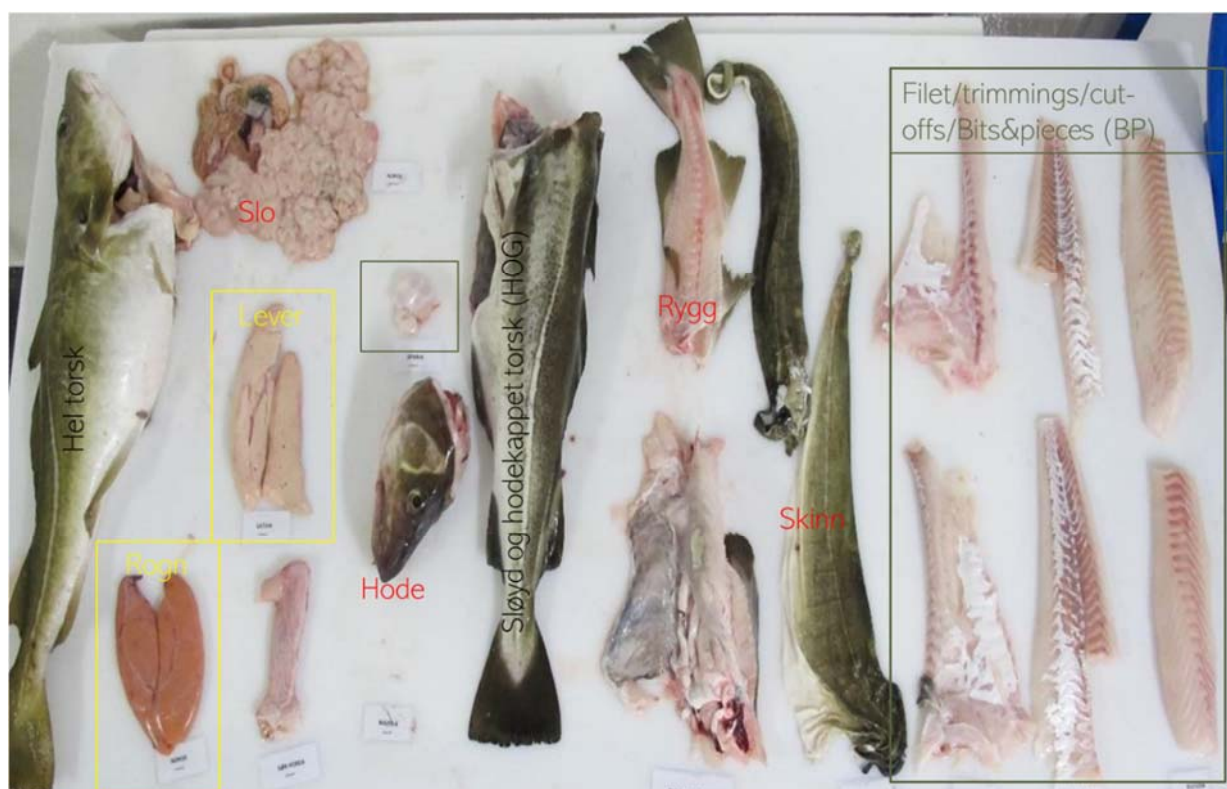 Filet/trimmings/cut-
offs/Bits&pieces (BP)
Slo
Lever
Rygg
Hel torsk
Sløyd og hodekappet torsk (HOG)
Skinn
Rogn
Hode